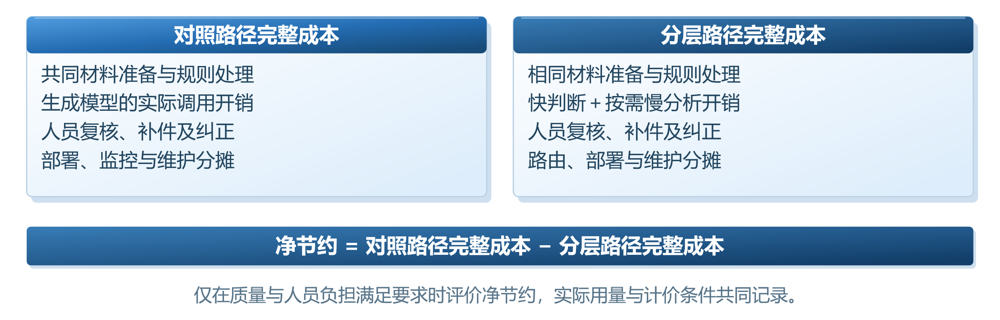 对照路径完整成本
共同材料准备与规则处理
生成模型的实际调用开销
人员复核、补件及纠正
部署、监控与维护分摊
分层路径完整成本
相同材料准备与规则处理
快判断 + 按需慢分析开销
人员复核、补件及纠正
路由、部署与维护分摊
净节约 = 对照路径完整成本 − 分层路径完整成本
仅在质量与人员负担满足要求时评价净节约，实际用量与计价条件共同记录。